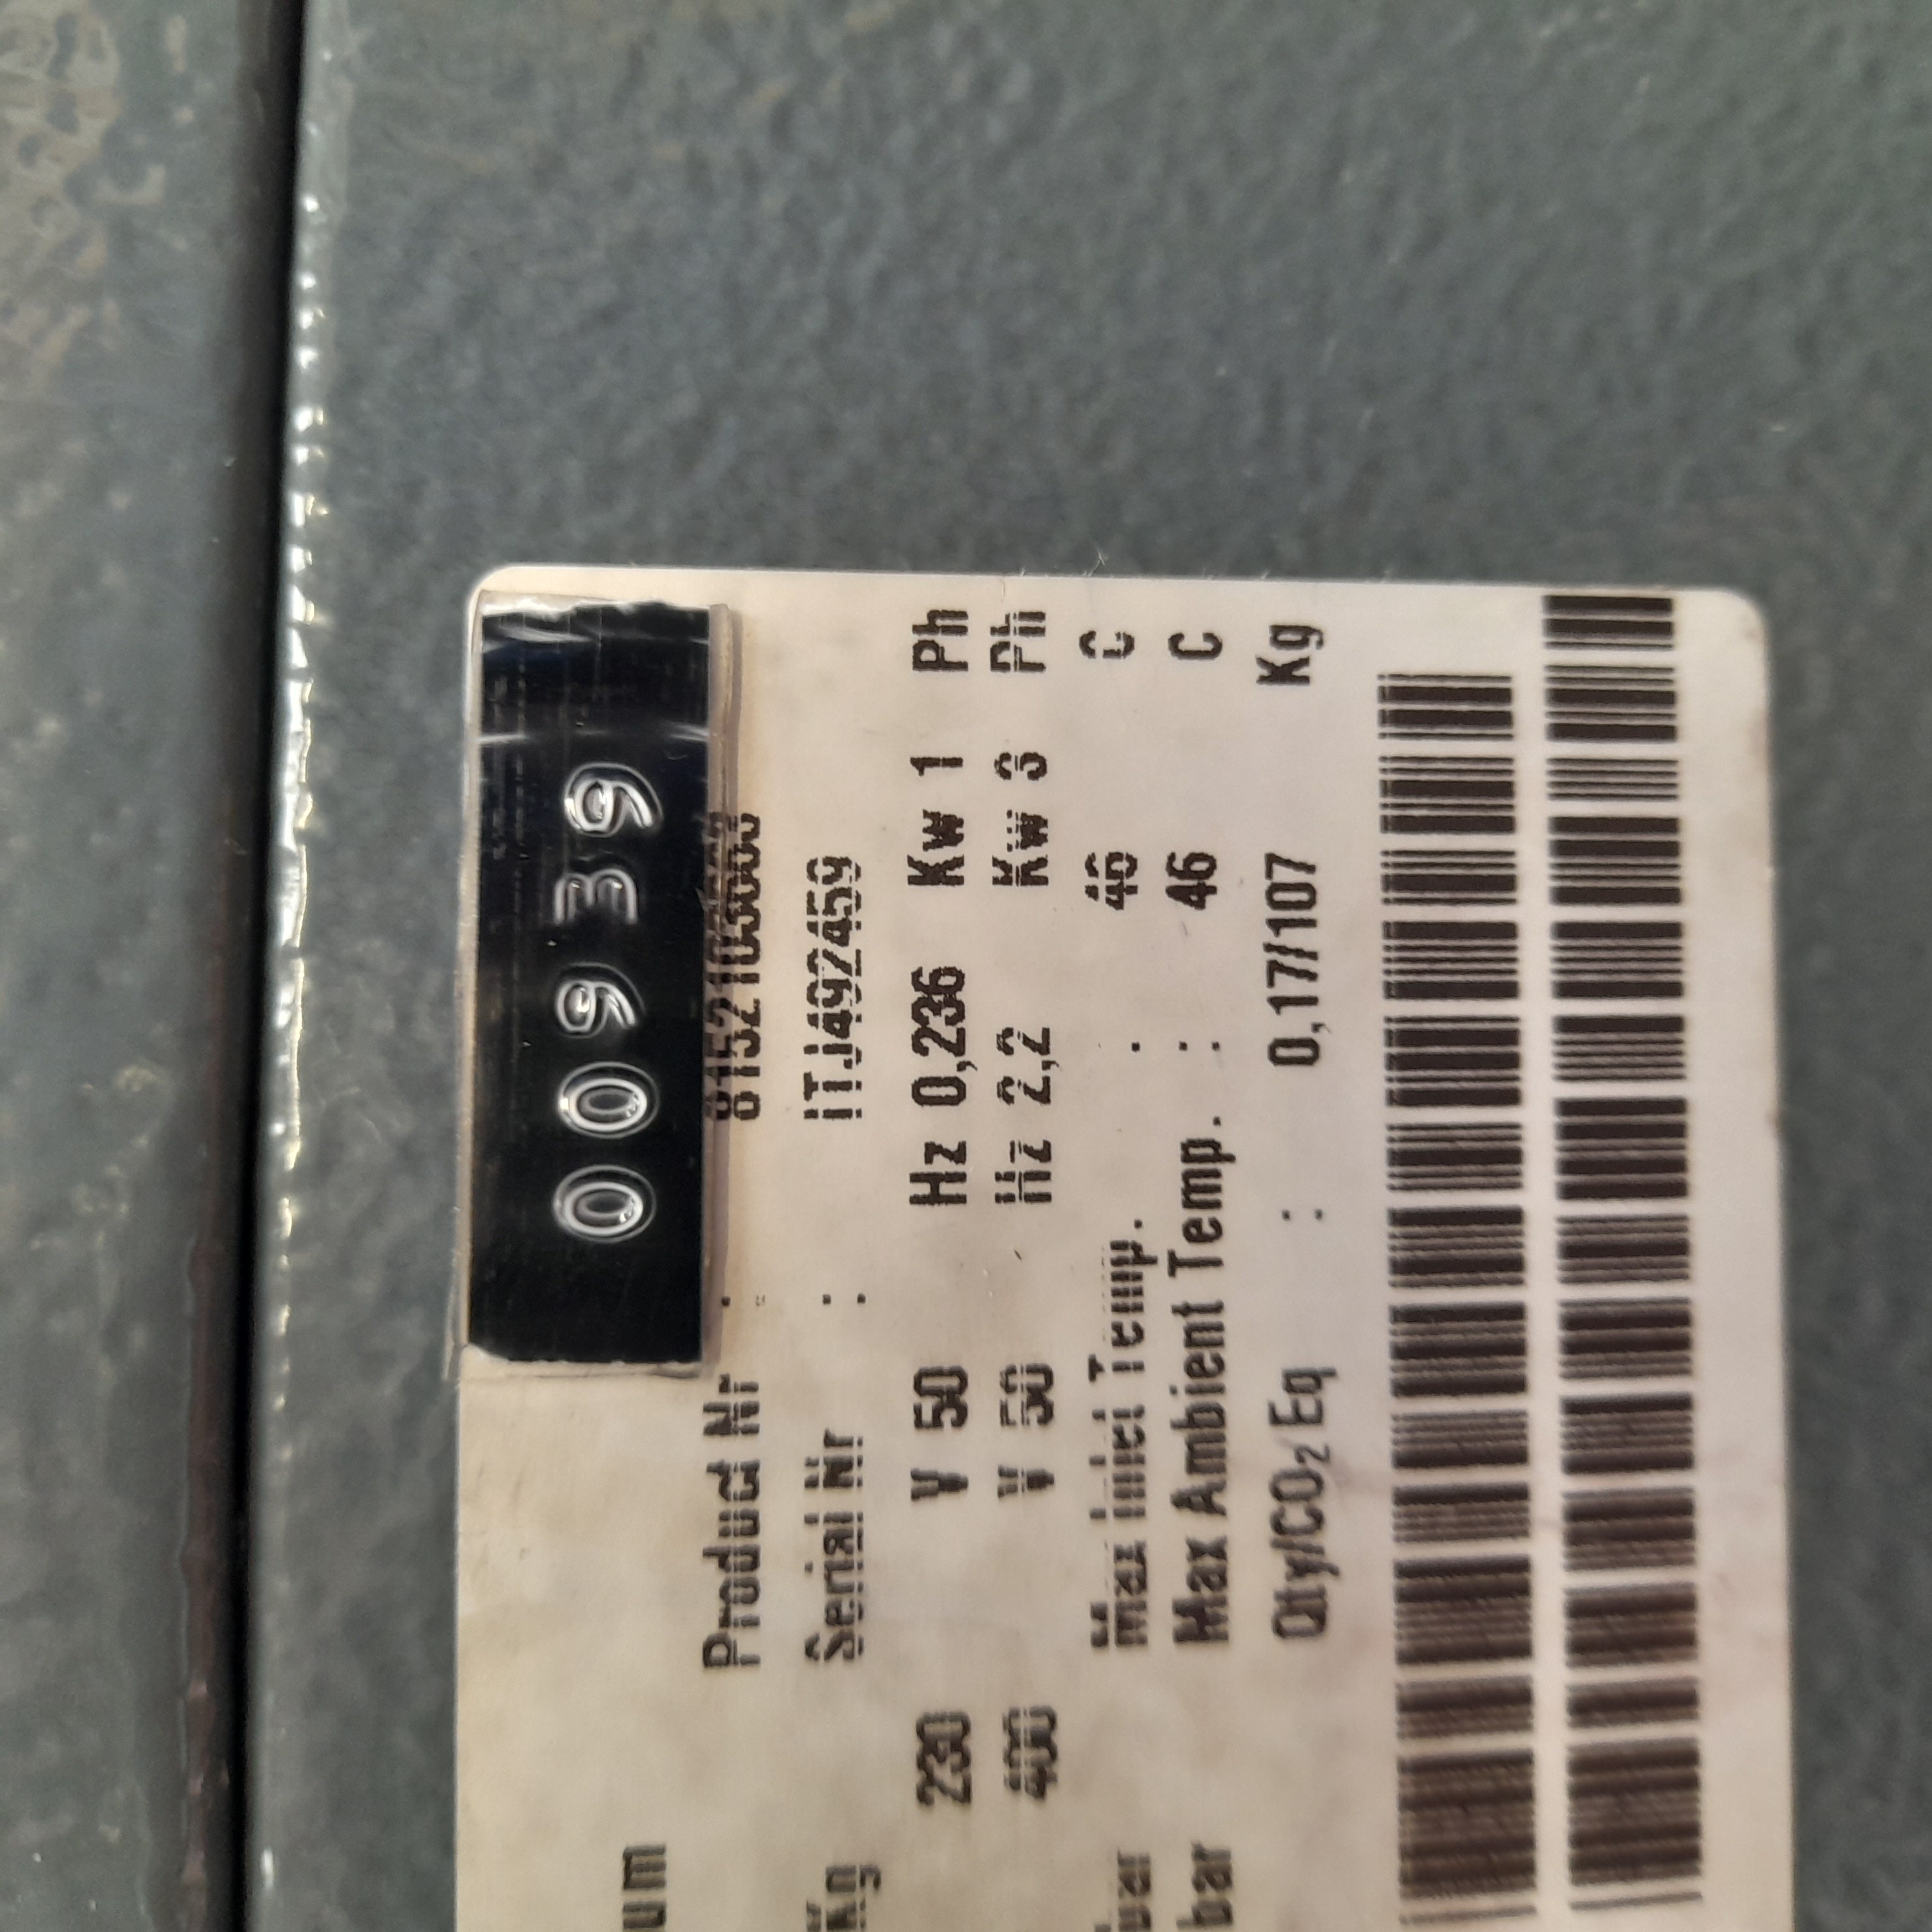 00939
um
Product Nr :
Kg Serial Nr : ITJ492459
230 V 50 Hz 0,236 Kw 1 Ph
400 V 50 Hz 2,2 Kw 3 Ph
bar Max Inlet Temp. : 46 C
bar Max Ambient Temp. : 46 C
Qty/CO₂ Eq : 0,17/107 Kg